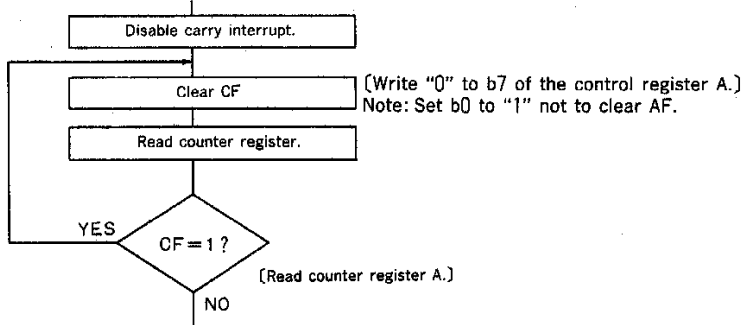 Disable carry interrupt.
Clear CF
(Write “0” to b7 of the control register A.)
Note: Set b0 to “1” not to clear AF.
Read counter register.
YES
CF=1?
(Read counter register A.)
NO